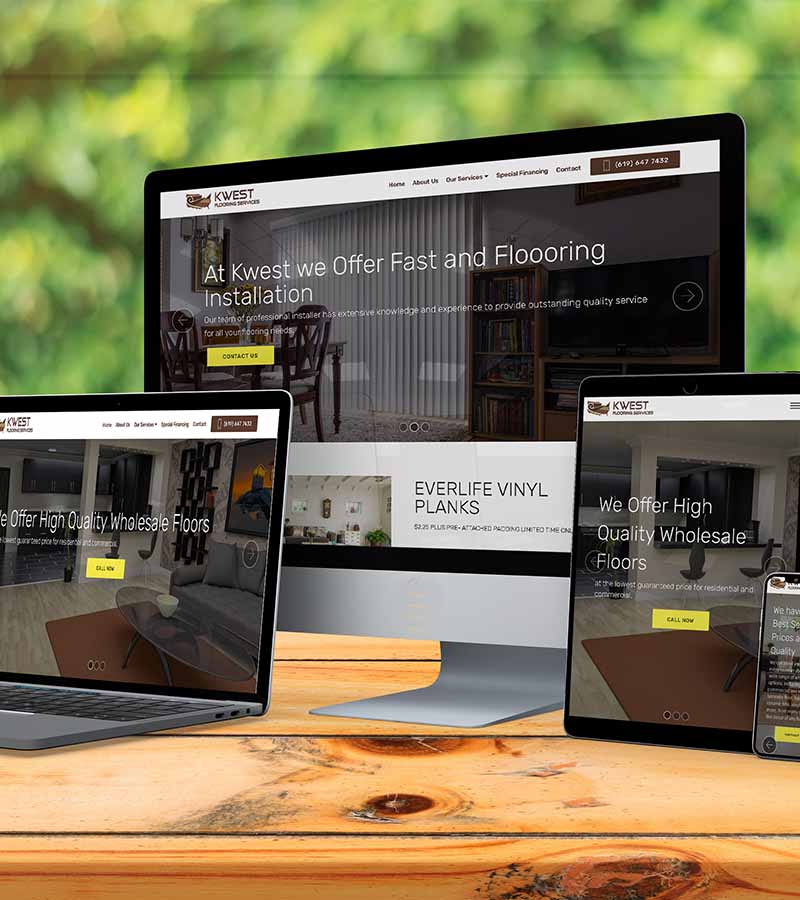 KWEST
FLOORING SERVICES
Home About Us Our Services Special Financing Contact
(619) 647 7432
At Kwest we Offer Fast and Floooring
Installation
Our team of professional installer has extensive knowledge and experience to provide outstanding quality service
for all your flooring needs.
CONTACT US
EVERLIFE VINYL
PLANKS
$2.25 PLUS PRE- ATTACHED PADDING LIMITED TIME
KWEST
FLOORING SERVICES
Home About Us Our Services Special Financing Contact
(619) 647 7432
Offer High Quality Wholesale Floors
lowest guaranteed price for residential and commercial.
CALL NOW
KWEST
FLOORING SERVICES
We Offer High
Quality Wholesale
Floors
at the lowest guaranteed price for residential and
commercial.
CALL NOW
We have
Best
Prices
Quality